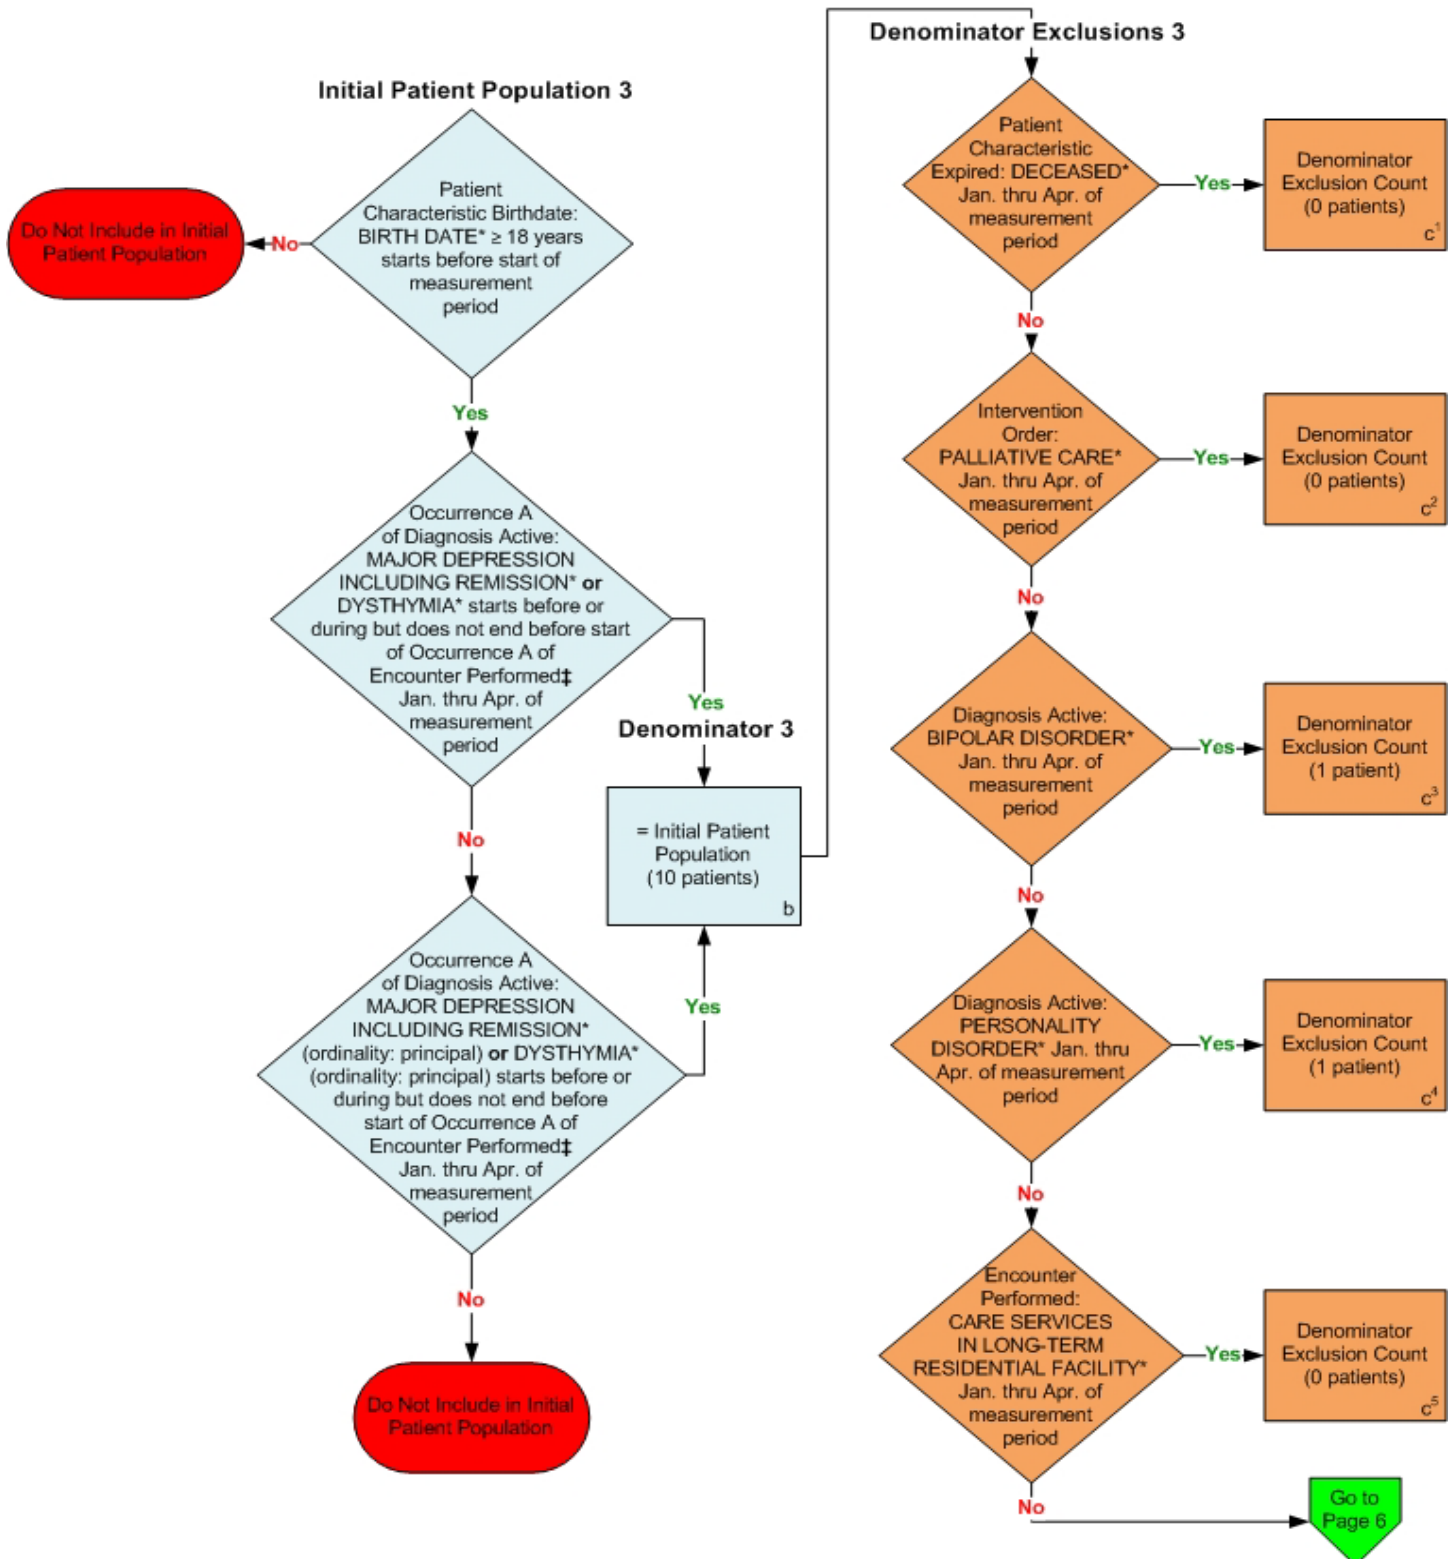 Initial Patient Population 3
Patient
Characteristic Birthdate:
BIRTH DATE* ≥ 18 years
starts before start of
measurement
period
No
Do Not Include in Initial
Patient Population
Yes
Occurrence A
of Diagnosis Active:
MAJOR DEPRESSION
INCLUDING REMISSION* or
DYSTHYMIA* starts before or
during but does not end before start
of Occurrence A of
Encounter Performed‡
Jan. thru Apr. of
measurement
period
Yes
No
Occurrence A
of Diagnosis Active:
MAJOR DEPRESSION
INCLUDING REMISSION*
(ordinality: principal) or DYSTHYMIA*
(ordinality: principal) starts before or
during but does not end before
start of Occurrence A of
Encounter Performed‡
Jan. thru Apr. of
measurement
period
Yes
No
Do Not Include in Initial
Patient Population
Denominator 3
= Initial Patient
Population
(10 patients)
b
Denominator Exclusions 3
Patient
Characteristic
Expired: DECEASED*
Jan. thru Apr. of
measurement
period
Yes
Denominator
Exclusion Count
(0 patients)
c¹
No
Intervention
Order:
PALLIATIVE CARE*
Jan. thru Apr. of
measurement
period
Yes
Denominator
Exclusion Count
(0 patients)
c²
No
Diagnosis Active:
BIPOLAR DISORDER*
Jan. thru Apr. of
measurement
period
Yes
Denominator
Exclusion Count
(1 patient)
c³
No
Diagnosis Active:
PERSONALITY
DISORDER* Jan. thru
Apr. of measurement
period
Yes
Denominator
Exclusion Count
(1 patient)
c⁴
No
Encounter
Performed:
CARE SERVICES
IN LONG-TERM
RESIDENTIAL FACILITY*
Jan. thru Apr. of
measurement
period
Yes
Denominator
Exclusion Count
(0 patients)
c⁵
No
Go to
Page 6